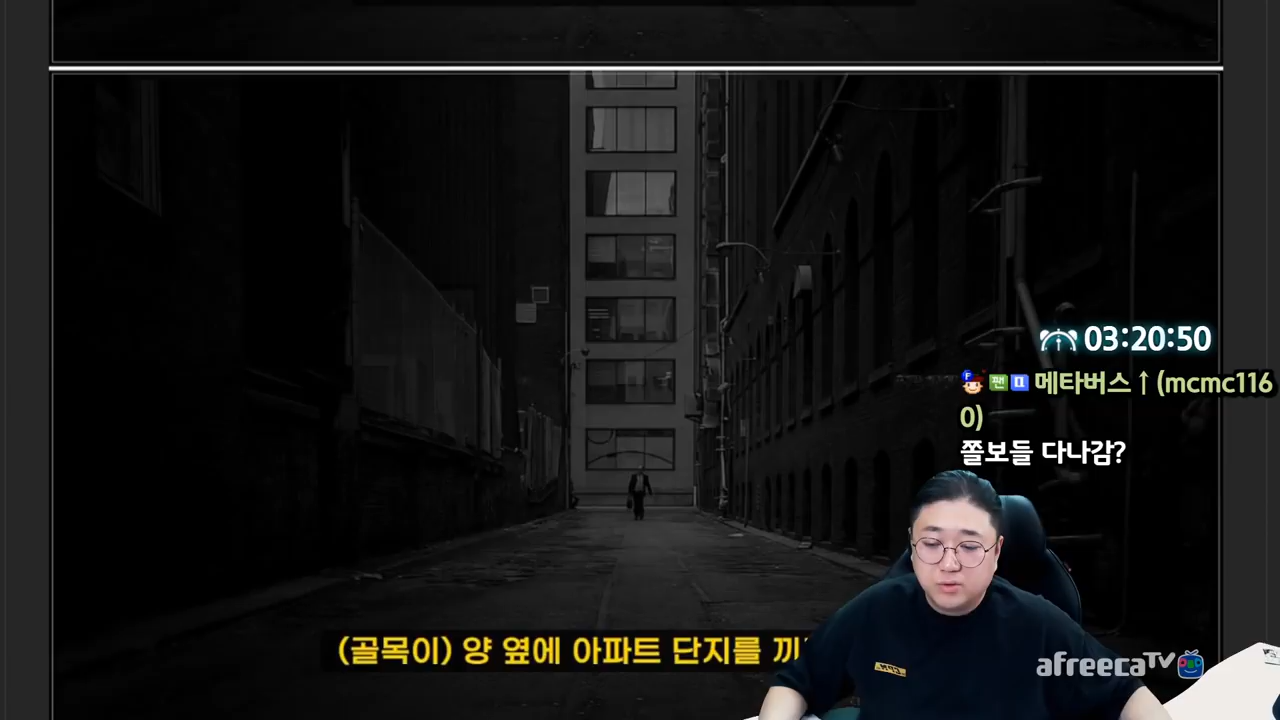 03:20:50
F 팬 메타버스↑(mcmc116
0)
쫄보들 다나감?
(골목이) 양 옆에 아파트 단지를
afreecaTV